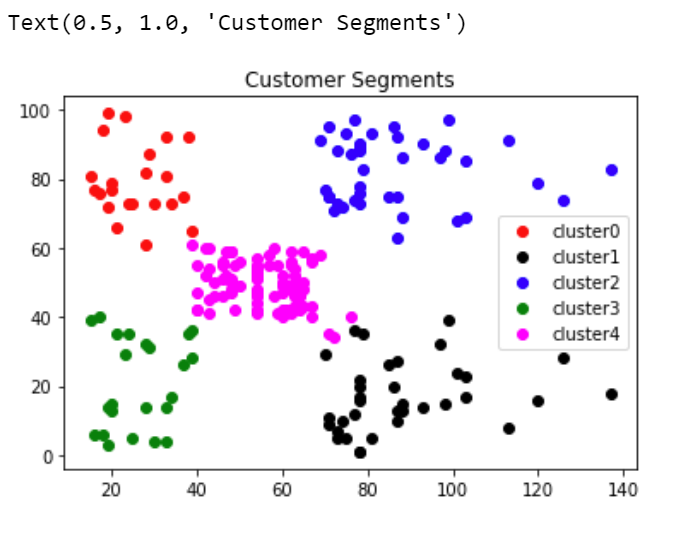 Text(0.5, 1.0, 'Customer Segments')
Customer Segments
100
80
60
40
20
0
cluster0
cluster1
cluster2
cluster3
cluster4
20 40 60 80 100 120 140